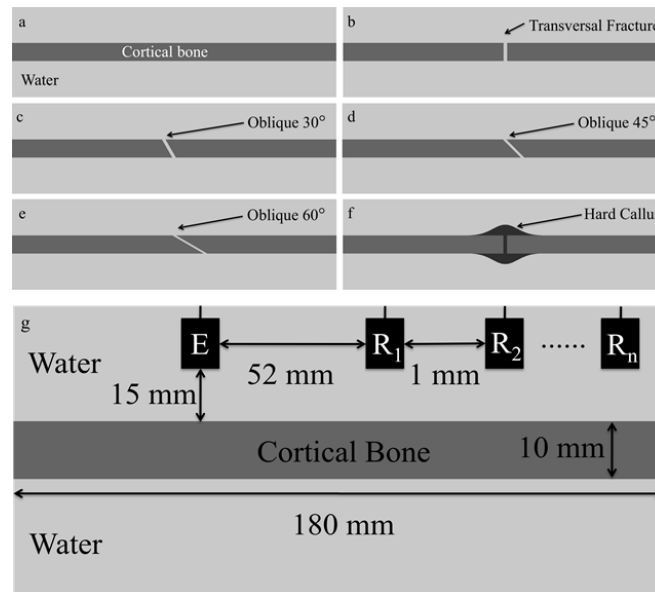 a
Cortical bone
Water
b
Transversal Fracture
c
Oblique 30°
d
Oblique 45°
e
Oblique 60°
f
Hard Callus
g
E
R1
R2
......
Rn
Water
52 mm
1 mm
15 mm
10 mm
Cortical Bone
180 mm
Water